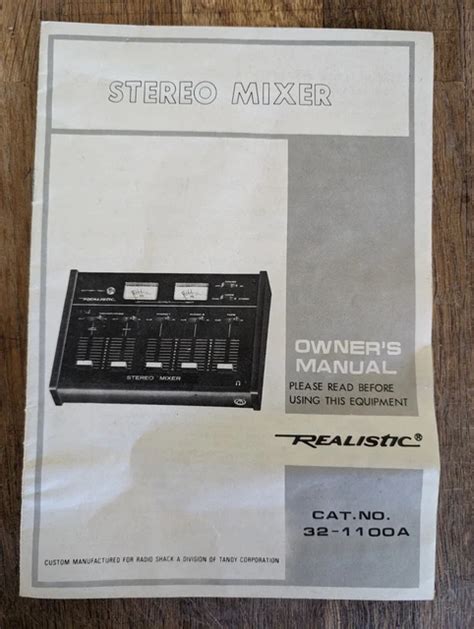 STEREO MIXER
REALISTIC
STEREO MIXER
OWNER'S
MANUAL
PLEASE READ BEFORE
USING THIS EQUIPMENT
REALISTIC®
CAT.NO.
32-1100A
CUSTOM MANUFACTURED FOR RADIO SHACK A DIVISION OF TANDY CORPORATION